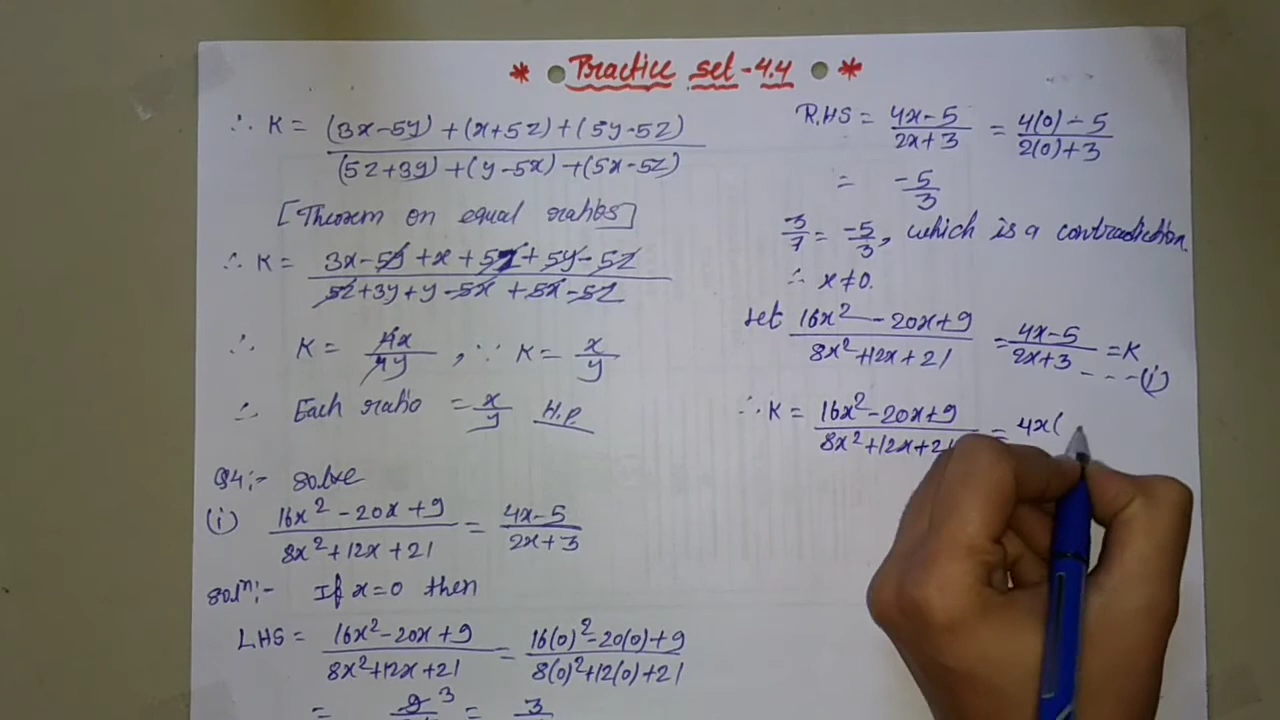 * Practice set-4.4 *
∴ K = (3x-5y)+(x+5z)+(5y-5z) / (5z+3y)+(y-5x)+(5x-5z)
[Theorem on equal ratios]
∴ K = 3x-5y+x+5z+5y-5z / 5z+3y+y-5x+5x-5z
∴ K = 4x/4y, ∵ K = x/y
∴ Each ratio = x/y H.P.
Q4:- solve
(i) 16x²-20x+9 / 8x²+12x+21 = 4x-5 / 2x+3
solⁿ:- If x=0 then
LHS = 16x²-20x+9 / 8x²+12x+21 = 16(0)²-20(0)+9 / 8(0)²+12(0)+21
= 9 3 = 3
R.HS = 4x-5 / 2x+3 = 4(0)-5 / 2(0)+3
= -5/3
3/7 = -5/3, which is a contradiction.
∴ x≠0.
set 16x²-20x+9 / 8x²+12x+21 = 4x-5 / 2x+3 = K
---(i)
∴ K = 16x²-20x+9 / 8x²+12x+2 = 4x(